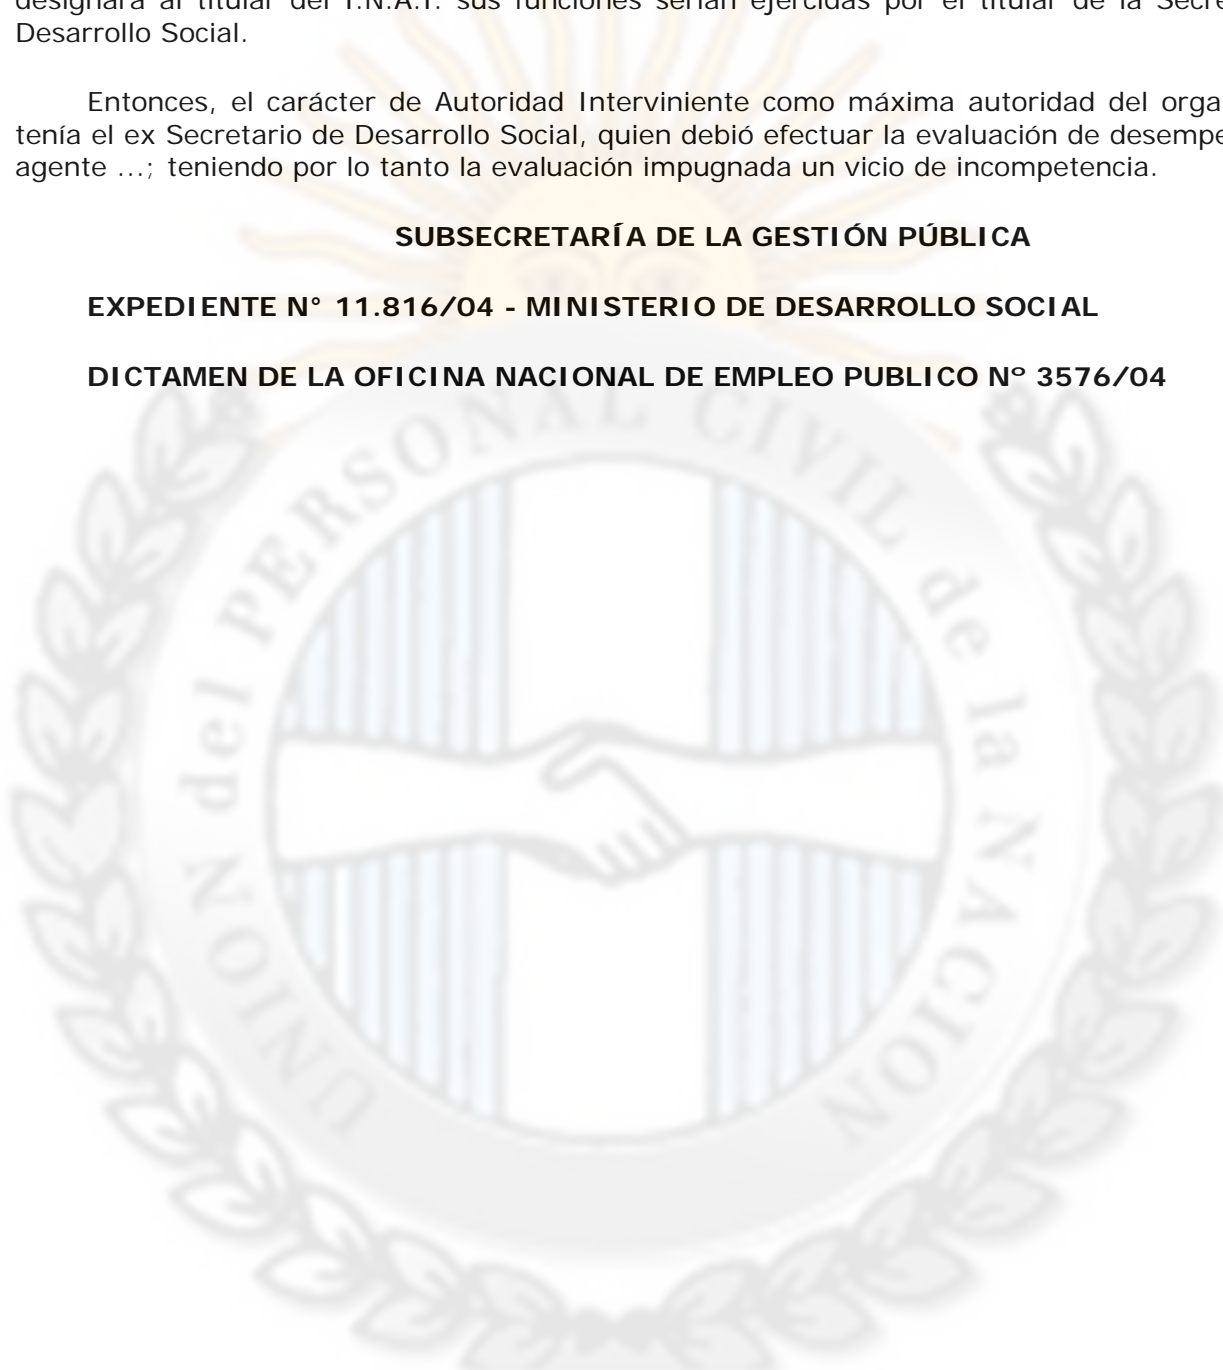 designará al titular del I.N.A.I. sus funciones serían ejercidas por el titular de la
Desarrollo Social.
Entonces, el carácter de Autoridad Interviniente como máxima autoridad del
tenía el ex Secretario de Desarrollo Social, quien debió efectuar la evaluación de
agente ...; teniendo por lo tanto la evaluación impugnada un vicio de incompetencia.
SUBSECRETARÍA DE LA GESTIÓN PÚBLICA
EXPEDIENTE N° 11.816/04 - MINISTERIO DE DESARROLLO SOCIAL
DICTAMEN DE LA OFICINA NACIONAL DE EMPLEO PUBLICO Nº 3576/04
UNION del PERSONAL CIVIL de la NACION